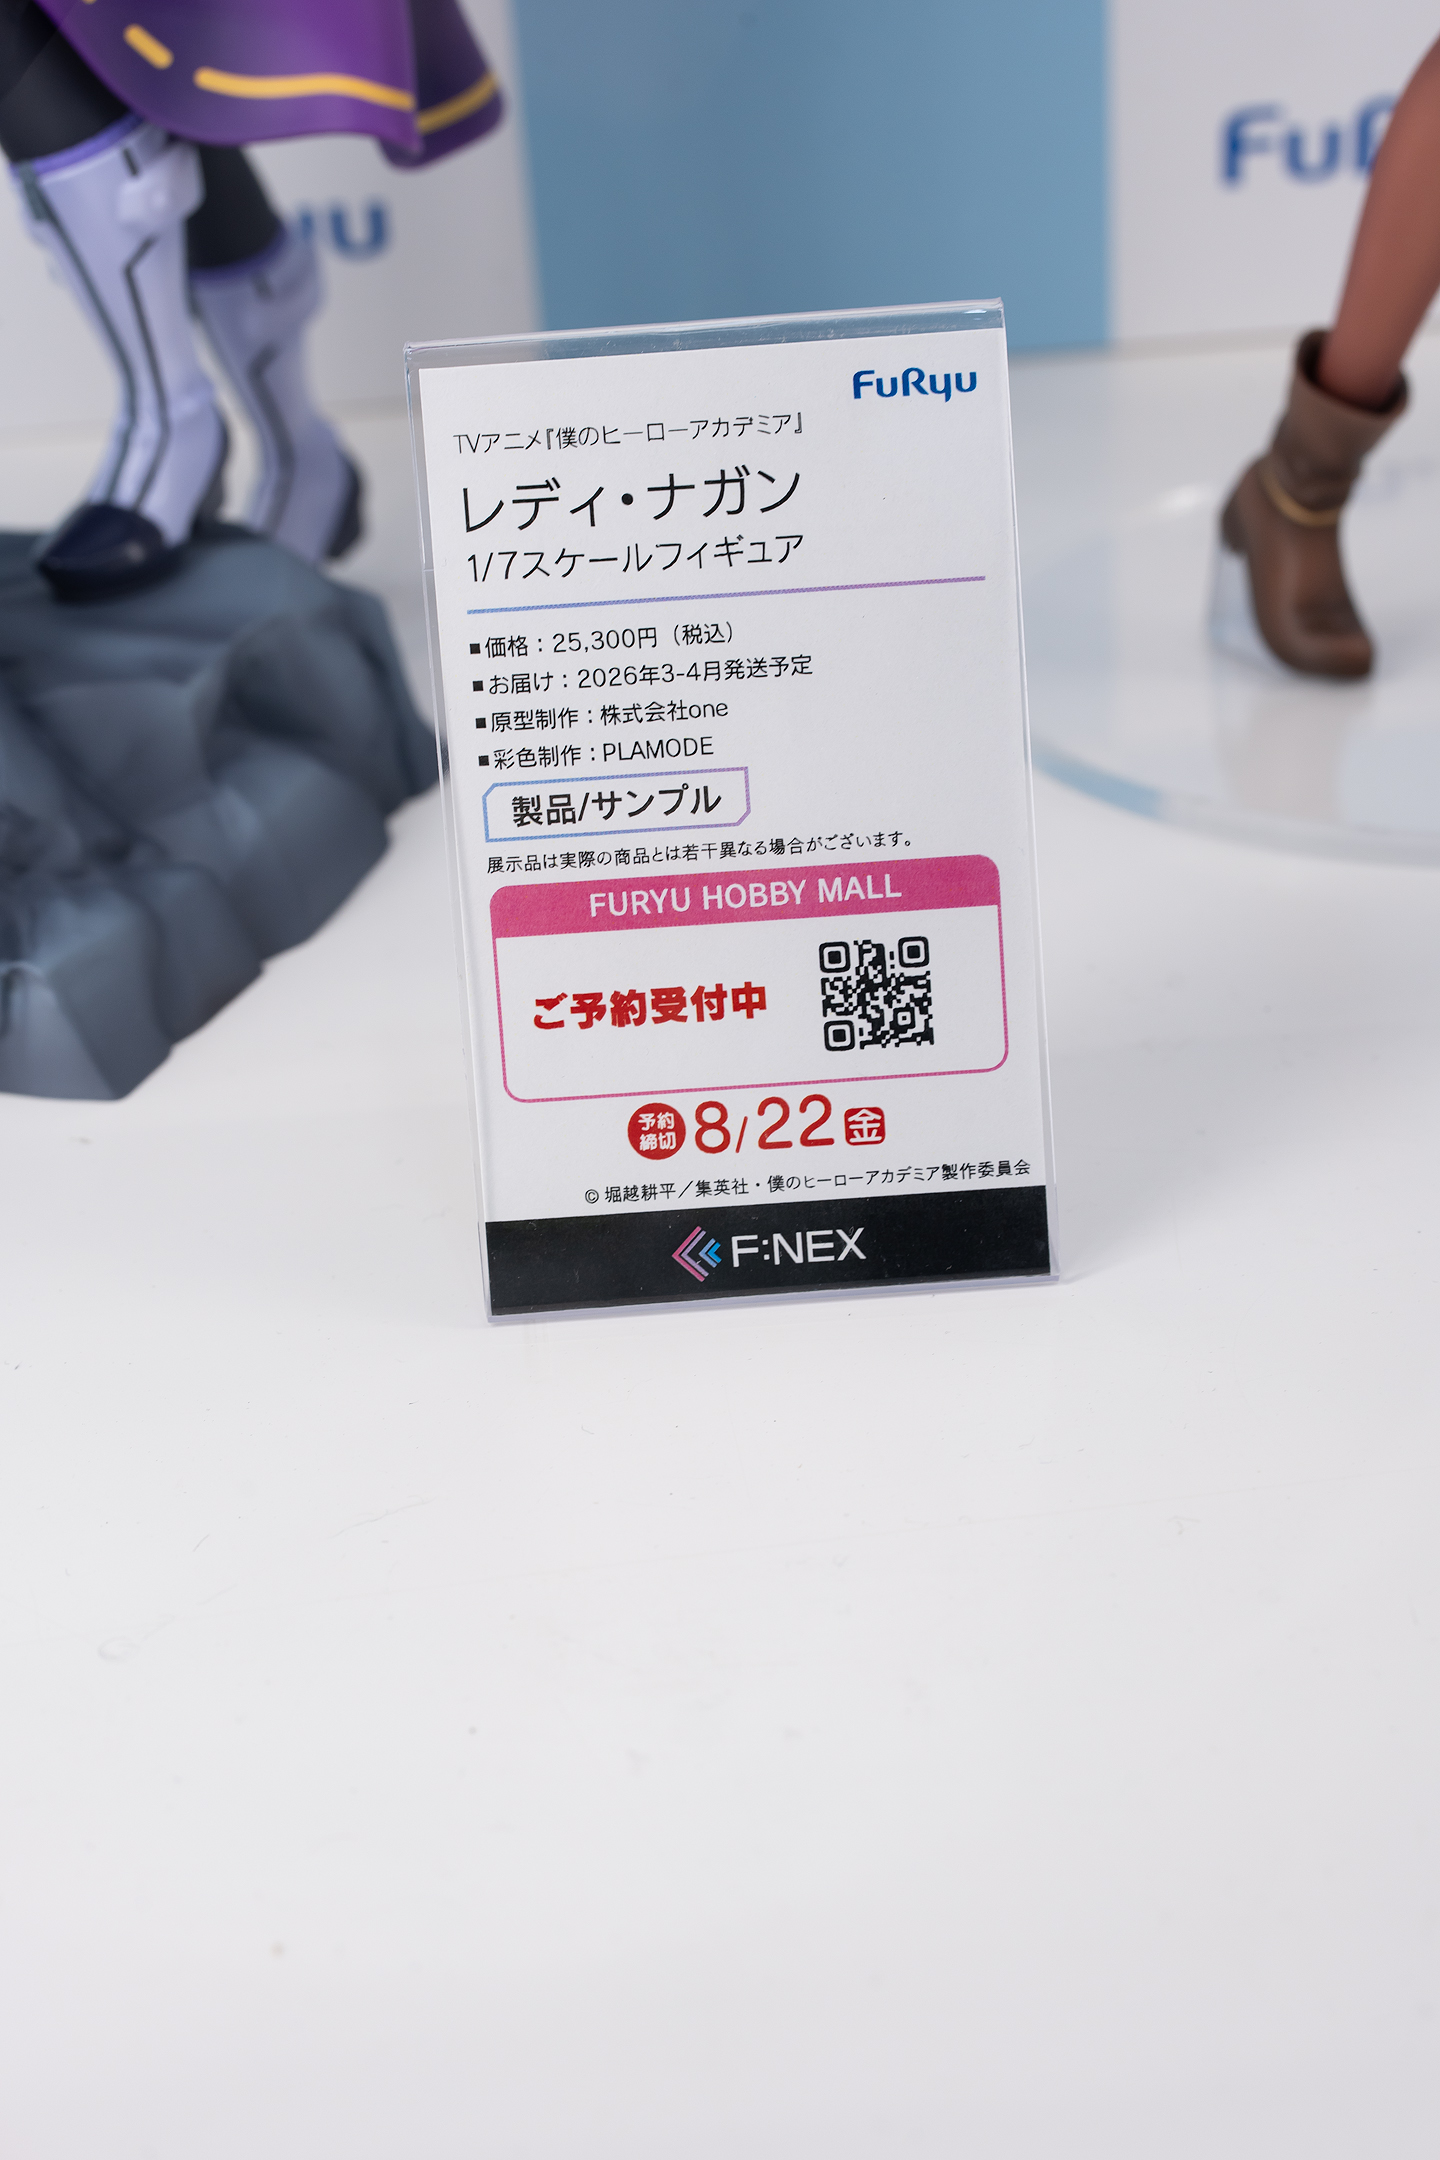 FuRyu
TVアニメ『僕のヒーローアカデミア』
レディ・ナガン
1/7スケールフィギュア
■価格：25,300円（税込）
■お届け：2026年3-4月発送予定
■原型制作：株式会社one
■彩色制作：PLAMODE
製品/サンプル
展示品は実際の商品とは若干異なる場合がございます。
FURYU HOBBY MALL
ご予約受付中
予約締切 8/22 金
© 堀越耕平／集英社・僕のヒーローアカデミア製作委員会
F:NEX